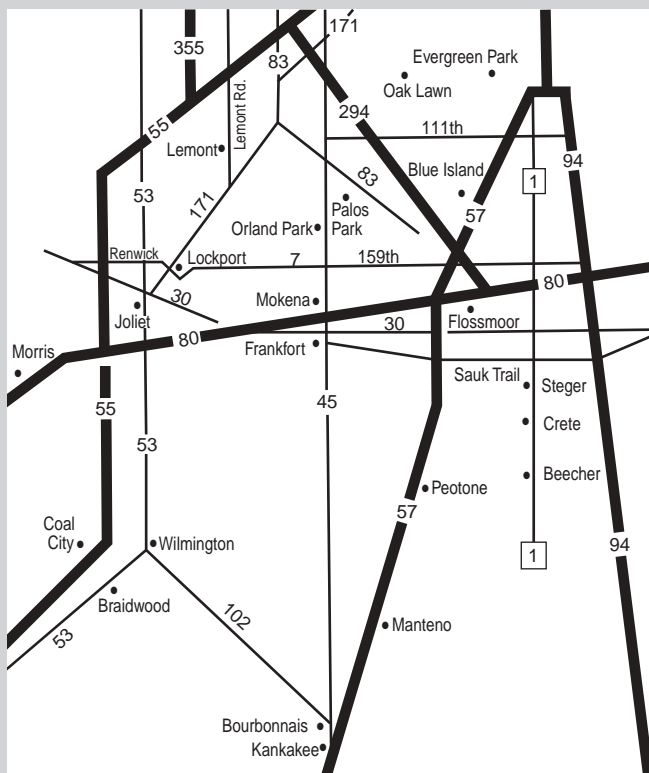 171
355
83
Evergreen Park
Oak Lawn
Lemont Rd.
294
55
111th
Lemont
94
Blue Island
83
1
53
171
57
Palos
Park
Orland Park
Renwick
Lockport
7
159th
30
Mokena
80
Joliet
30
Flossmoor
80
Frankfort
Morris
Sauk Trail
Steger
55
45
Crete
53
Beecher
Peotone
57
Coal
City
Wilmington
94
1
Braidwood
102
Manteno
53
Bourbonnais
Kankakee